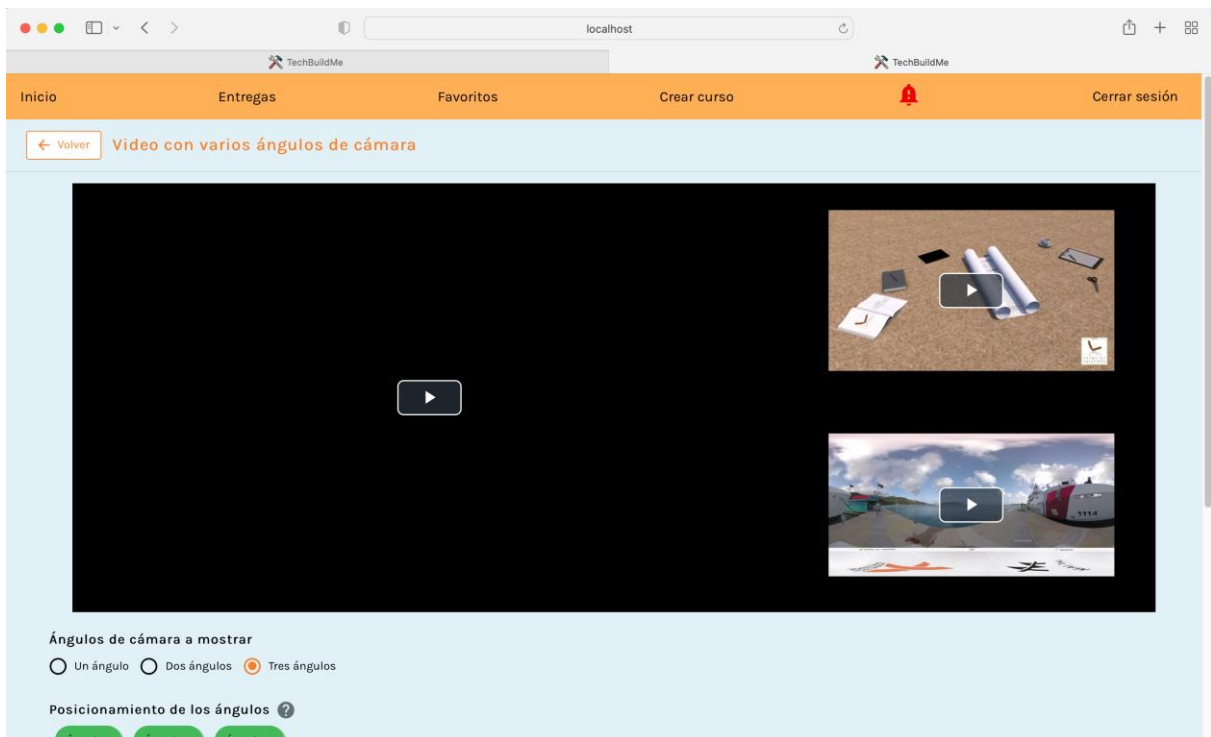 localhost
TechBuildMe TechBuildMe
Inicio Entregas Favoritos Crear curso Cerrar sesión
← Volver Video con varios ángulos de cámara
1114
Ángulos de cámara a mostrar
Un ángulo Dos ángulos Tres ángulos
Posicionamiento de los ángulos ?